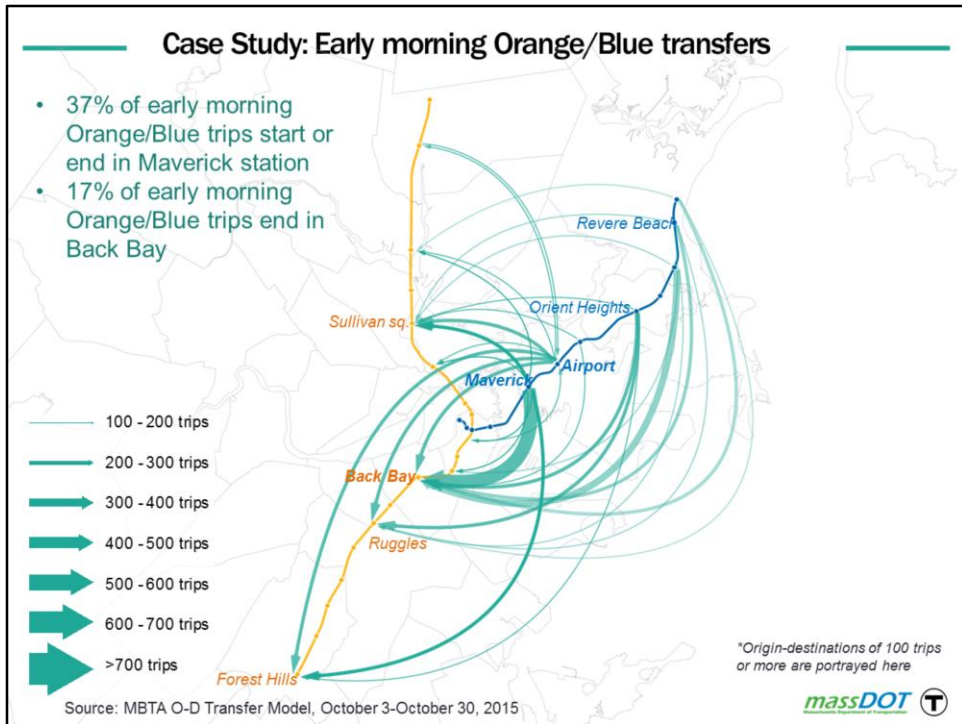 Case Study: Early morning Orange/Blue transfers
• 37% of early morning
Orange/Blue trips start or
end in Maverick station
• 17% of early morning
Orange/Blue trips end in
Back Bay
Revere Beach
Orient Heights
Sullivan sq.
Airport
Maverick
Back Bay
Ruggles
Forest Hills
100 - 200 trips
200 - 300 trips
300 - 400 trips
400 - 500 trips
500 - 600 trips
600 - 700 trips
>700 trips
*Origin-destinations of 100 trips
or more are portrayed here
Source: MBTA O-D Transfer Model, October 3-October 30, 2015
massDOT
Massachusetts Department of Transportation
T